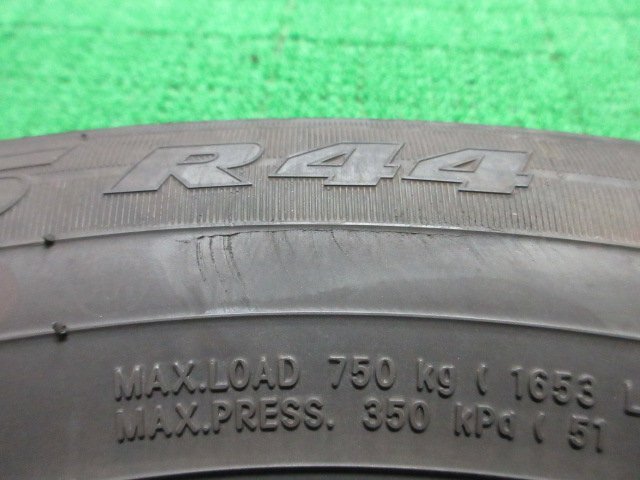 R44
MAX.LOAD 750 kg ( 1653 L
MAX.PRESS. 350 kPa ( 51